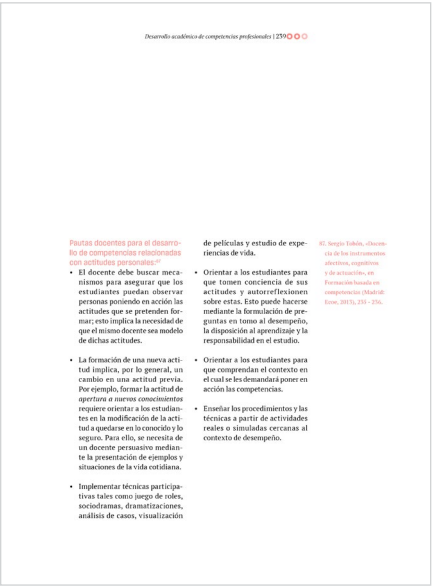 Desarrollo académico de competencias profesionales | 239
Pautas docentes para el desarro-
llo de competencias relacionadas
con actitudes personales:⁸⁷
• El docente debe buscar meca-
nismos para asegurar que los
estudiantes puedan observar
personas poniendo en acción las
actitudes que se pretenden for-
mar; esto implica la necesidad de
que el mismo docente sea modelo
de dichas actitudes.
• La formación de una nueva acti-
tud implica, por lo general, un
cambio en una actitud previa.
Por ejemplo, formar la actitud de
apertura a nuevos conocimientos
requiere orientar a los estudian-
tes en la modificación de la acti-
tud a quedarse en lo conocido y lo
seguro. Para ello, se necesita de
un docente persuasivo median-
te la presentación de ejemplos y
situaciones de la vida cotidiana.
• Implementar técnicas participa-
tivas tales como juego de roles,
sociodramas, dramatizaciones,
análisis de casos, visualización
de películas y estudio de expe-
riencias de vida.
• Orientar a los estudiantes para
que tomen conciencia de sus
actitudes y autorreflexionen
sobre estas. Esto puede hacerse
mediante la formulación de pre-
guntas en torno al desempeño,
la disposición al aprendizaje y la
responsabilidad en el estudio.
• Orientar a los estudiantes para
que comprendan el contexto en
el cual se les demandará poner en
acción las competencias.
• Enseñar los procedimientos y las
técnicas a partir de actividades
reales o simuladas cercanas al
contexto de desempeño.
87. Sergio Tobón, «Docen-
cia de los instrumentos
afectivos, cognitivos
y de actuación», en
Formación basada en
competencias (Madrid:
Ecoe, 2013), 235 - 236.